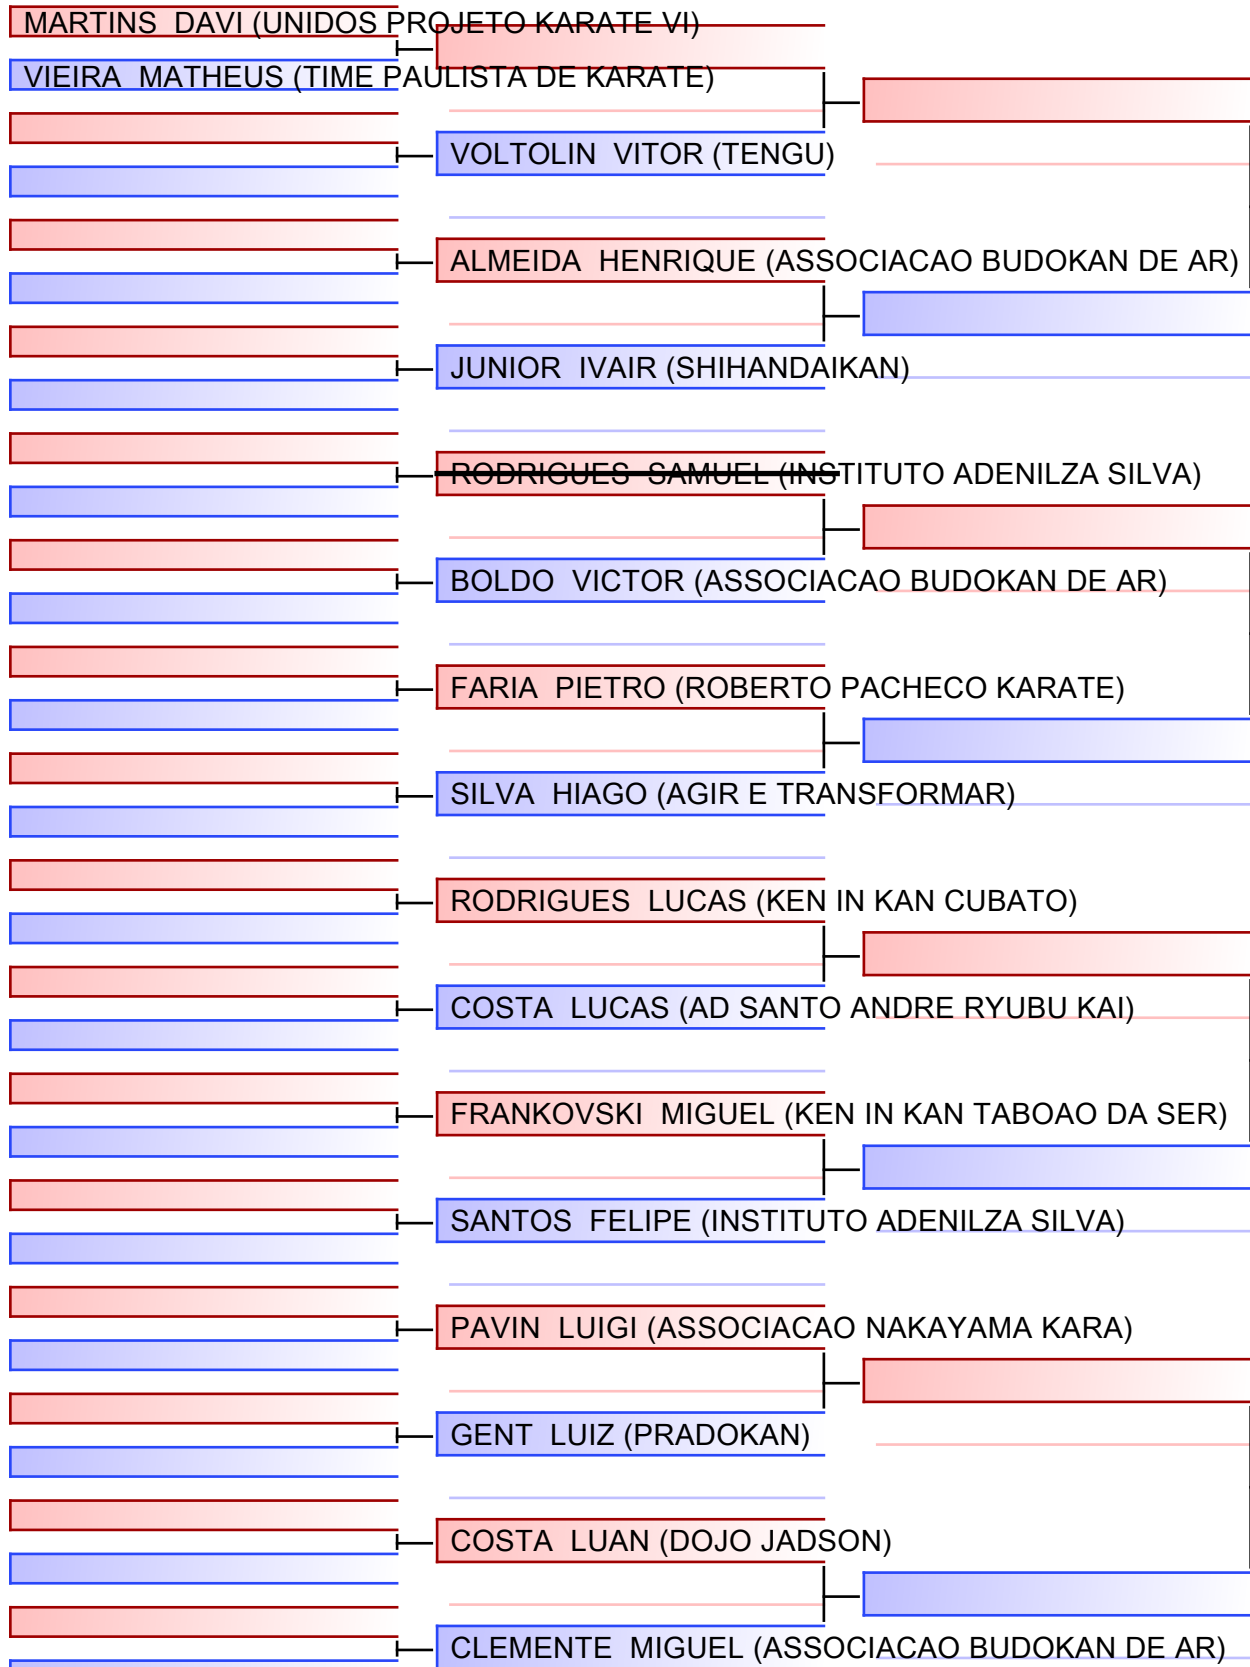 MARTINS DAVI (UNIDOS PROJETO KARATE VI)
VIEIRA MATHEUS (TIME PAULISTA DE KARATE)
VOLTOLIN VITOR (TENGU)
ALMEIDA HENRIQUE (ASSOCIACAO BUDOKAN DE AR)
JUNIOR IVAIR (SHIHANDAIKAN)
RODRIGUES SAMUEL (INSTITUTO ADENILZA SILVA)
BOLDO VICTOR (ASSOCIACAO BUDOKAN DE AR)
FARIA PIETRO (ROBERTO PACHECO KARATE)
SILVA HIAGO (AGIR E TRANSFORMAR)
RODRIGUES LUCAS (KEN IN KAN CUBATO)
COSTA LUCAS (AD SANTO ANDRE RYUBU KAI)
FRANKOVSKI MIGUEL (KEN IN KAN TABOAO DA SER)
SANTOS FELIPE (INSTITUTO ADENILZA SILVA)
PAVIN LUIGI (ASSOCIACAO NAKAYAMA KARA)
GENT LUIZ (PRADOKAN)
COSTA LUAN (DOJO JADSON)
CLEMENTE MIGUEL (ASSOCIACAO BUDOKAN DE AR)